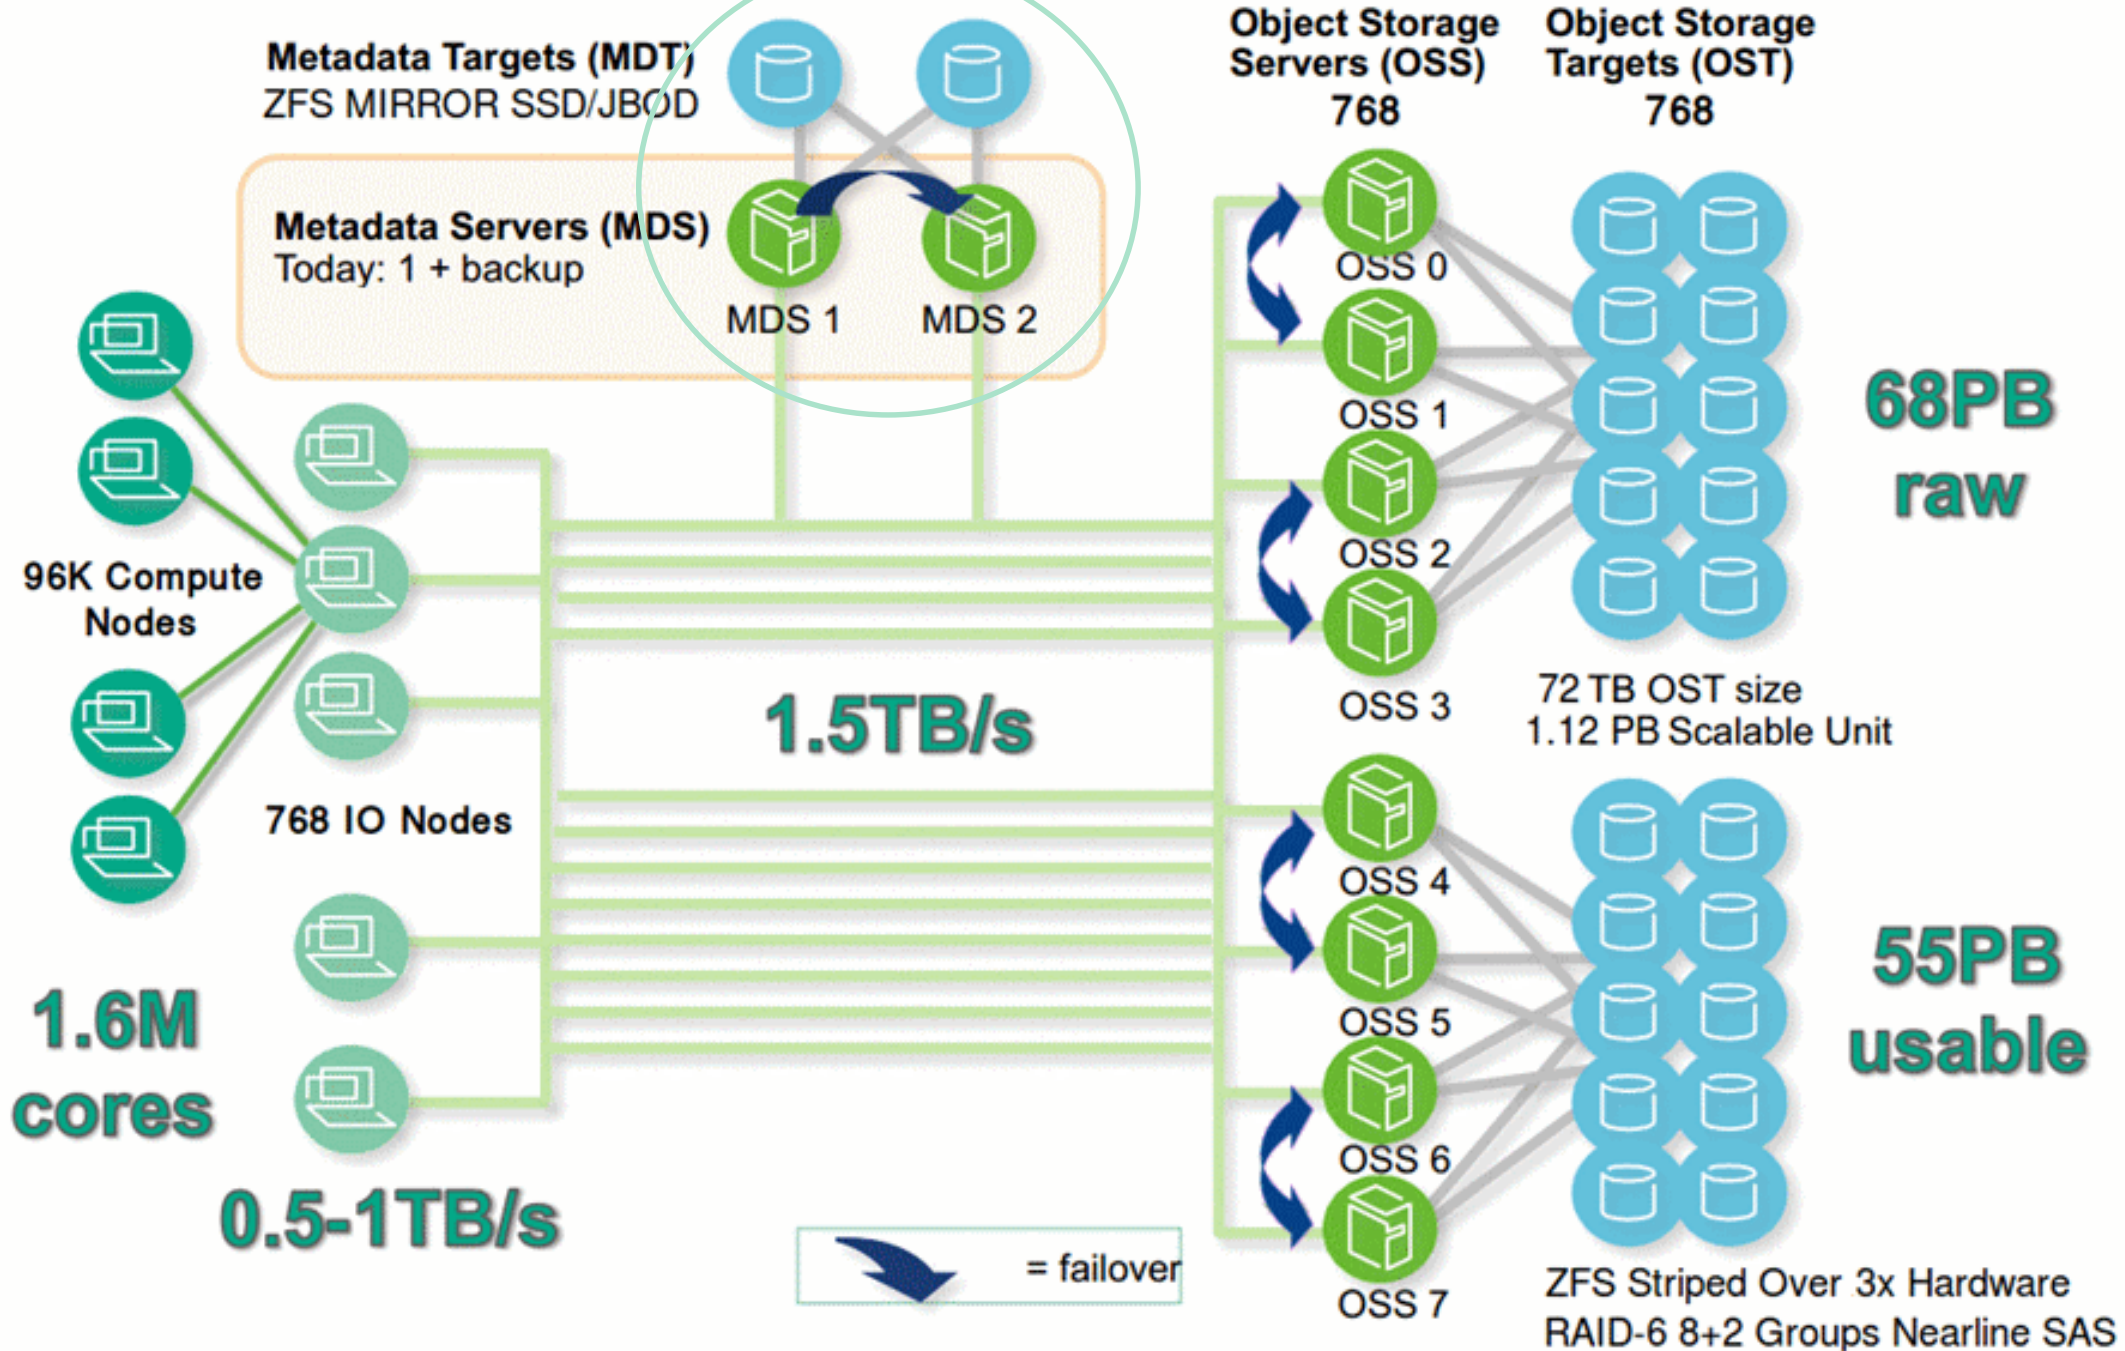 Metadata Targets (MDT)
ZFS MIRROR SSD/JBOD
Metadata Servers (MDS)
Today: 1 + backup
MDS 1
MDS 2
Object Storage
Servers (OSS)
768
Object Storage
Targets (OST)
768
OSS 0
OSS 1
OSS 2
OSS 3
68PB
raw
72 TB OST size
1.12 PB Scalable Unit
96K Compute
Nodes
768 IO Nodes
1.5TB/s
OSS 4
OSS 5
OSS 6
OSS 7
55PB
usable
1.6M
cores
0.5-1TB/s
= failover
ZFS Striped Over 3x Hardware
RAID-6 8+2 Groups Nearline SAS